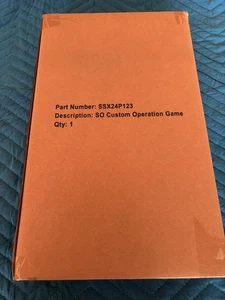 Part Number: SSX24P123
Description: SO Custom Operation Game
Qty: 1